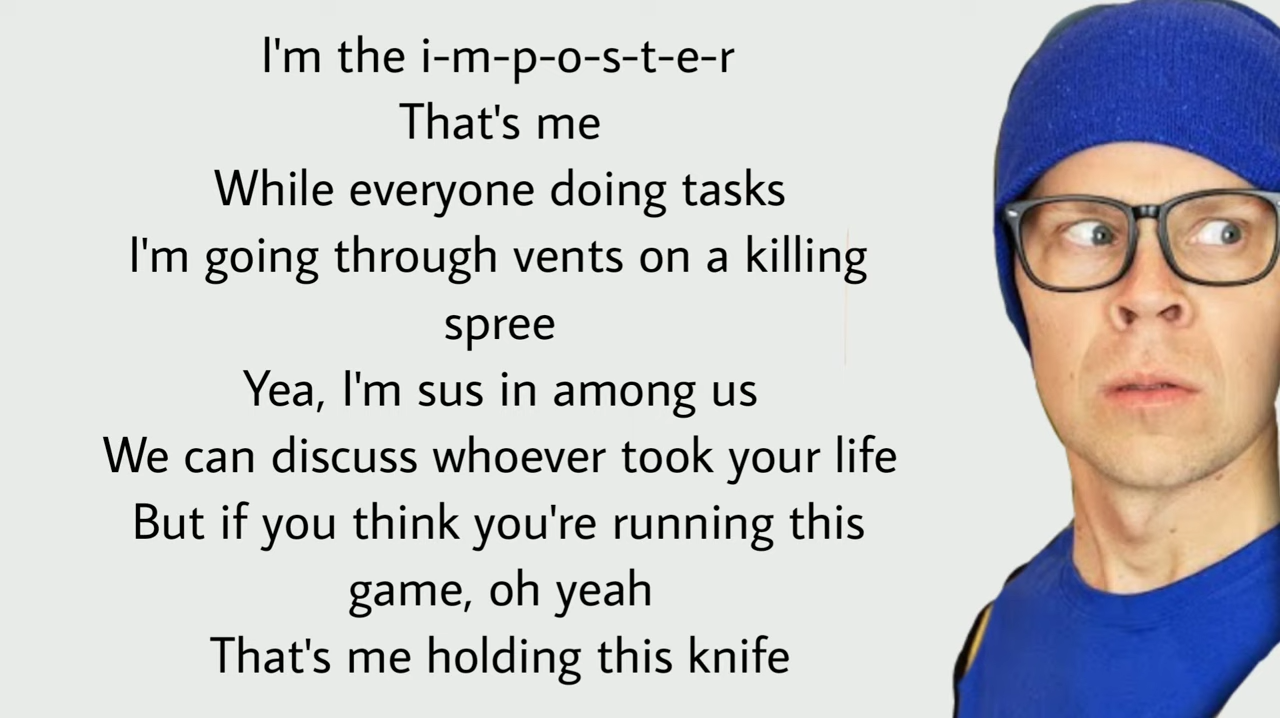 I'm the i-m-p-o-s-t-e-r
That's me
While everyone doing tasks
I'm going through vents on a killing
spree
Yea, I'm sus in among us
We can discuss whoever took your life
But if you think you're running this
game, oh yeah
That's me holding this knife